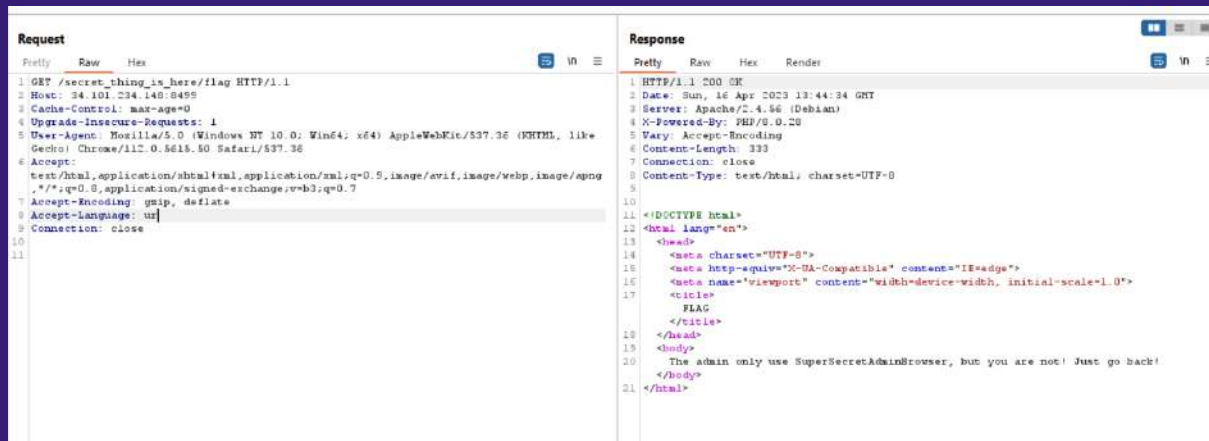 Request
Pretty Raw Hex
\n
1 GET /secret_thing_is_here/flag HTTP/1.1
2 Host: 34.101.234.148:8499
3 Cache-Control: max-age=0
4 Upgrade-Insecure-Requests: 1
5 User-Agent: Mozilla/5.0 (Windows NT 10.0; Win64; x64) AppleWebKit/537.36 (KHTML, like
Gecko) Chrome/112.0.5615.50 Safari/537.36
6 Accept:
text/html,application/xhtml+xml,application/xml;q=0.9,image/avif,image/webp,image/apng
,*/*;q=0.8,application/signed-exchange;v=b3;q=0.7
7 Accept-Encoding: gzip, deflate
8 Accept-Language: ur
9 Connection: close
10
11
Response
Pretty Raw Hex Render
\n
1 HTTP/1.1 200 OK
2 Date: Sun, 16 Apr 2023 13:44:34 GMT
3 Server: Apache/2.4.56 (Debian)
4 X-Powered-By: PHP/8.0.28
5 Vary: Accept-Encoding
6 Content-Length: 333
7 Connection: close
8 Content-Type: text/html; charset=UTF-8
9
10
11 <!DOCTYPE html>
12 <html lang="en">
13 <head>
14 <meta charset="UTF-8">
15 <meta http-equiv="X-UA-Compatible" content="IE=edge">
16 <meta name="viewport" content="width=device-width, initial-scale=1.0">
17 <title>
FLAG
</title>
18 </head>
19 <body>
20 The admin only use SuperSecretAdminBrowser, but you are not! Just go back!
</body>
21 </html>